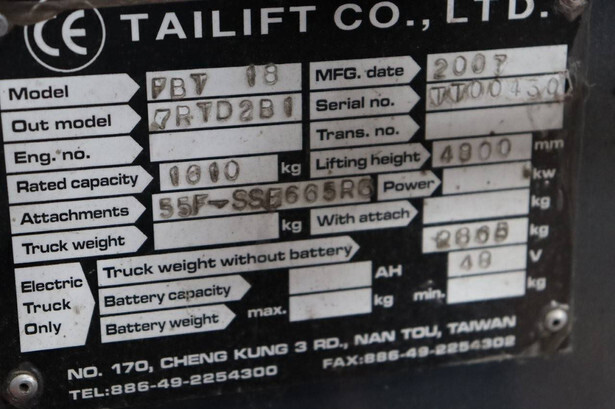 CE TAILIFT CO., LTD.
Model FBT 18 MFG. date 2007
Out model 7RTD2B1 Serial no. TT00430
Eng. no. Trans. no.
Rated capacity 1610 kg Lifting height 4800 mm
Attachments 55F-SSE665RG Power kw
Truck weight kg With attach kg
Electric Truck Only
Truck weight without battery 2868 kg
Battery capacity AH 48 V
Battery weight max. kg min. kg
NO. 170, CHENG KUNG 3 RD., NAN TOU, TAIWAN
TEL:886-49-2254300 FAX:886-49-2254302